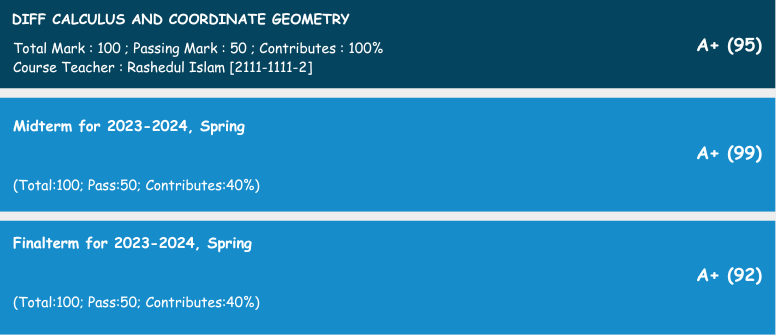 DIFF CALCULUS AND COORDINATE GEOMETRY
Total Mark : 100 ; Passing Mark : 50 ; Contributes : 100%
Course Teacher : Rashedul Islam [2111-1111-2]
A+ (95)
Midterm for 2023-2024, Spring
A+ (99)
(Total:100; Pass:50; Contributes:40%)
Finalterm for 2023-2024, Spring
A+ (92)
(Total:100; Pass:50; Contributes:40%)